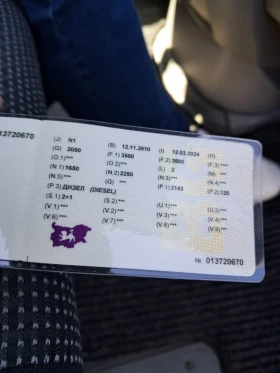 013720670
(J) N1 (B) 12.11.2010 (I) 12.03.2024 (H)
(G) 2050 (F.1) 3500 (F.2) 3500 (F.3)***
(O.1)*** (O.2)*** (L) 2 (M) ***
(N.1) 1650 (N.2) 2250 (N.3)*** (N.4)***
(N.5)*** (Q) *** (P.1) 2143 (P.2) 120
(P 3) ДИЗЕЛ (DIESEL)
(S.1) 2+1 (S.2)*** (U.1)*** (U.2)***
(V.1)*** (V.2)*** (V.3)*** (V.4)***
(V.6)*** (V.7)*** (V.8)*** (V.9)***
№ 013720670